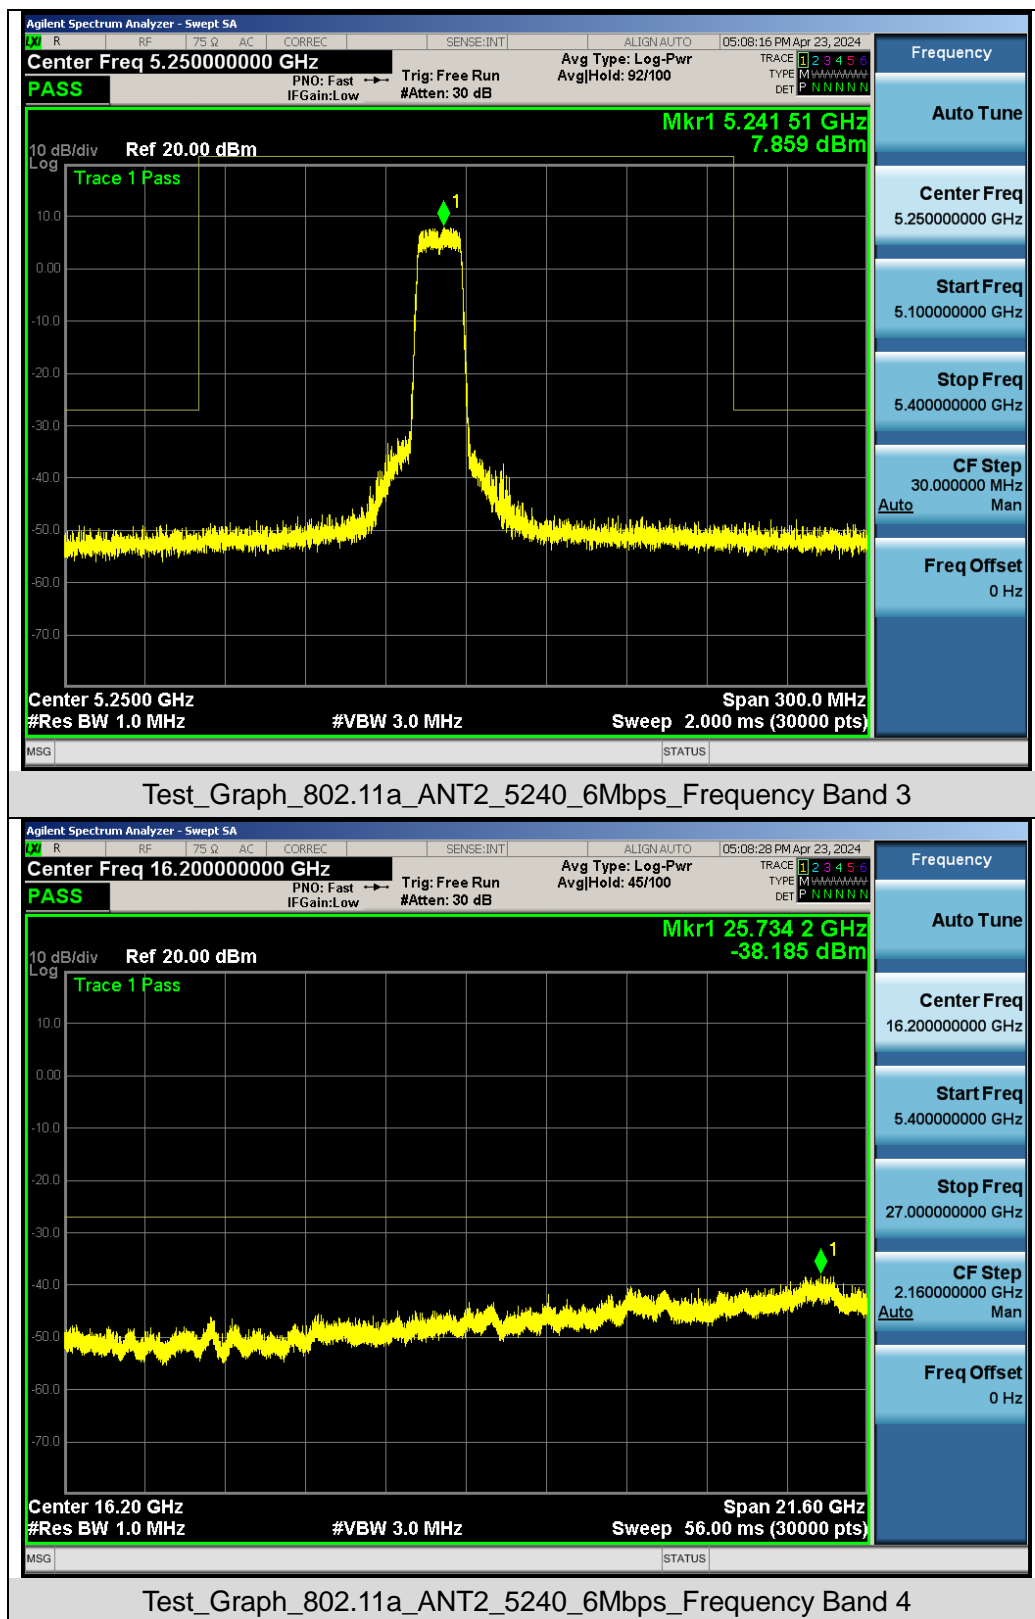 Agilent Spectrum Analyzer - Swept SA
LXI R RF 75 Ω AC CORREC SENSE:INT ALIGN AUTO 05:08:16 PM Apr 23, 2024
Center Freq 5.250000000 GHz
PASS
PNO: Fast
IFGain:Low
Trig: Free Run
#Atten: 30 dB
Avg Type: Log-Pwr
Avg|Hold: 92/100
TRACE 1 2 3 4 5 6
TYPE M WWWWW
DET P N N N N N
Mkr1 5.241 51 GHz
7.859 dBm
10 dB/div Ref 20.00 dBm
Log
Trace 1 Pass
1
10.0
0.00
-10.0
-20.0
-30.0
-40.0
-50.0
-60.0
-70.0
Center 5.2500 GHz
Span 300.0 MHz
#Res BW 1.0 MHz
#VBW 3.0 MHz
Sweep 2.000 ms (30000 pts)
MSG
STATUS
Frequency
Auto Tune
Center Freq
5.250000000 GHz
Start Freq
5.100000000 GHz
Stop Freq
5.400000000 GHz
CF Step
30.000000 MHz
Auto Man
Freq Offset
0 Hz
Test_Graph_802.11a_ANT2_5240_6Mbps_Frequency Band 3
Agilent Spectrum Analyzer - Swept SA
LXI R RF 75 Ω AC CORREC SENSE:INT ALIGN AUTO 05:08:28 PM Apr 23, 2024
Center Freq 16.200000000 GHz
PASS
PNO: Fast
IFGain:Low
Trig: Free Run
#Atten: 30 dB
Avg Type: Log-Pwr
Avg|Hold: 45/100
TRACE 1 2 3 4 5 6
TYPE M WWWWW
DET P N N N N N
Mkr1 25.734 2 GHz
-38.185 dBm
10 dB/div Ref 20.00 dBm
Log
Trace 1 Pass
1
10.0
0.00
-10.0
-20.0
-30.0
-40.0
-50.0
-60.0
-70.0
Center 16.20 GHz
Span 21.60 GHz
#Res BW 1.0 MHz
#VBW 3.0 MHz
Sweep 56.00 ms (30000 pts)
MSG
STATUS
Frequency
Auto Tune
Center Freq
16.200000000 GHz
Start Freq
5.400000000 GHz
Stop Freq
27.000000000 GHz
CF Step
2.160000000 GHz
Auto Man
Freq Offset
0 Hz
Test_Graph_802.11a_ANT2_5240_6Mbps_Frequency Band 4